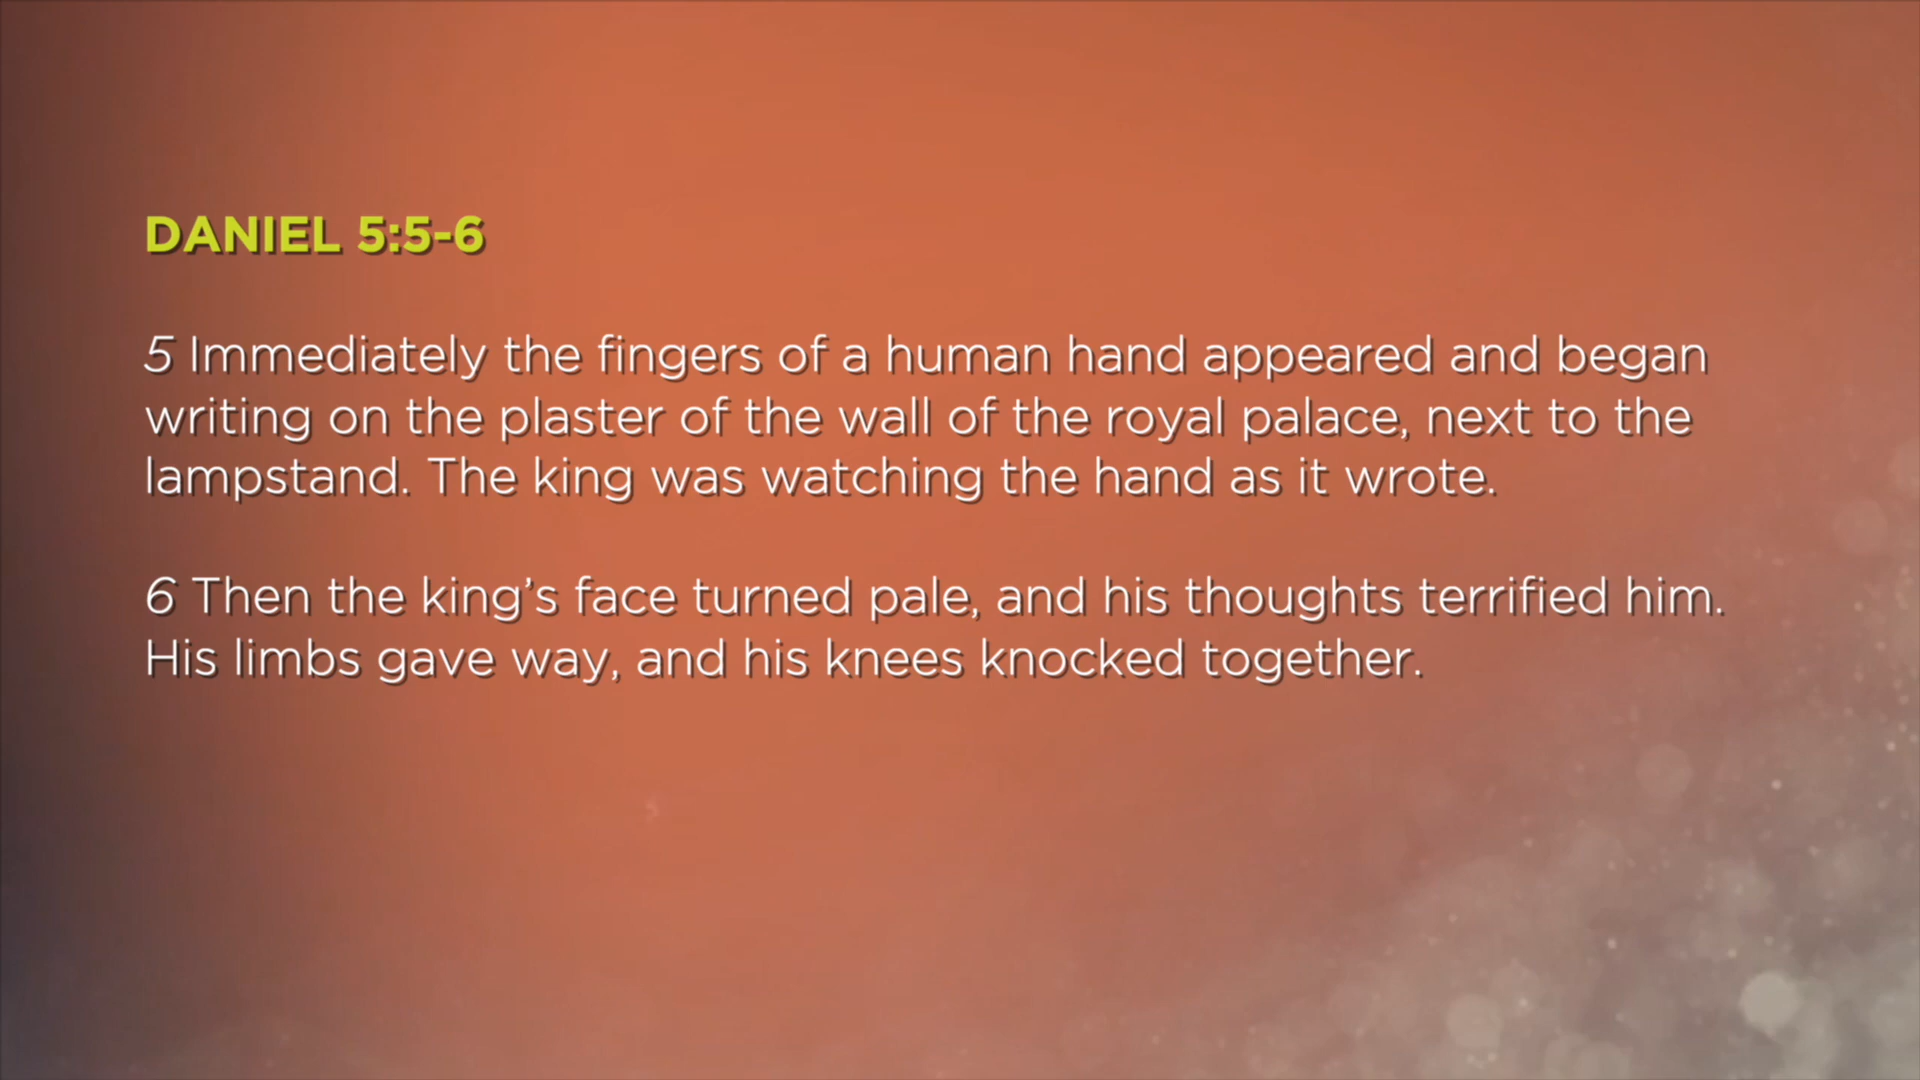 DANIEL 5:5-6
5 Immediately the fingers of a human hand appeared and began
writing on the plaster of the wall of the royal palace, next to the
lampstand. The king was watching the hand as it wrote.
6 Then the king’s face turned pale, and his thoughts terrified him.
His limbs gave way, and his knees knocked together.